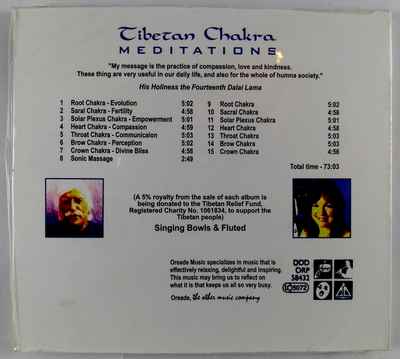 Tibetan Chakra
MEDITATIONS
"My message is the practice of compassion, love and kindness.
These thing are very useful in our daily life, and also for the whole of humna society."
His Holiness the Fourteenth Dalai Lama
1 Root Chakra - Evolution 5:02
2 Saral Chakra - Fertility 4:58
3 Solar Plexus Chakra - Empowerment 5:01
4 Heart Chakra - Compassion 4:59
5 Throat Chakra - Communicaion 5:03
6 Brow Chakra - Perception 5:02
7 Crown Chakra - Divine Bliss 4:56
8 Sonic Massage 2:49
9 Root Chakra 5:02
10 Sacral Chakra 4:58
11 Solar Plexus Chakra 5:01
12 Heart Chakra 4:58
13 Throat Chakra 5:03
14 Brow Chakra 5:03
15 Crown Chakra 4:56
Total time - 73:03
(A 5% royalty from the sale of each album is
being donated to the Tibetan Relief Fund,
Registered Charity No. 1061834, to support the
Tibetan people)
Singing Bowls & Fluted
Oreade Music specializes in music that is
effectively relaxing, delightful and inspiring.
This music may bring us to reflect on
what it is that keeps us all so very busy.
Oreade, the other music company
DDD
ORP
58432
LC5072